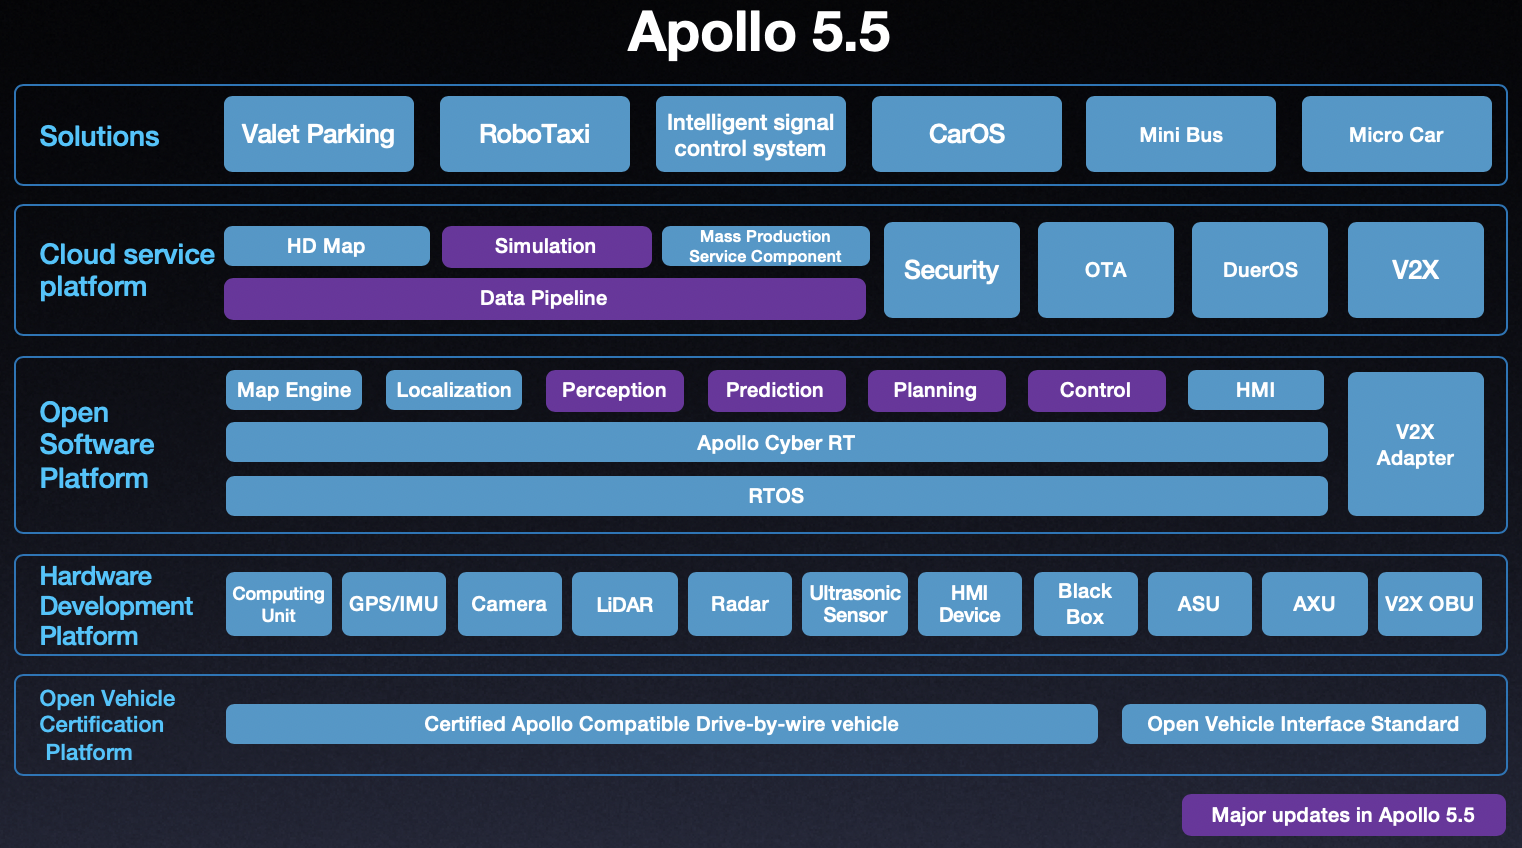 Apollo 5.5
Solutions
Valet Parking
RoboTaxi
Intelligent signal
control system
CarOS
Mini Bus
Micro Car
Cloud service
platform
HD Map
Simulation
Mass Production
Service Component
Data Pipeline
Security
OTA
DuerOS
V2X
Open
Software
Platform
Map Engine
Localization
Perception
Prediction
Planning
Control
HMI
Apollo Cyber RT
RTOS
V2X
Adapter
Hardware
Development
Platform
Computing
Unit
GPS/IMU
Camera
LiDAR
Radar
Ultrasonic
Sensor
HMI
Device
Black
Box
ASU
AXU
V2X OBU
Open Vehicle
Certification
Platform
Certified Apollo Compatible Drive-by-wire vehicle
Open Vehicle Interface Standard
Major updates in Apollo 5.5